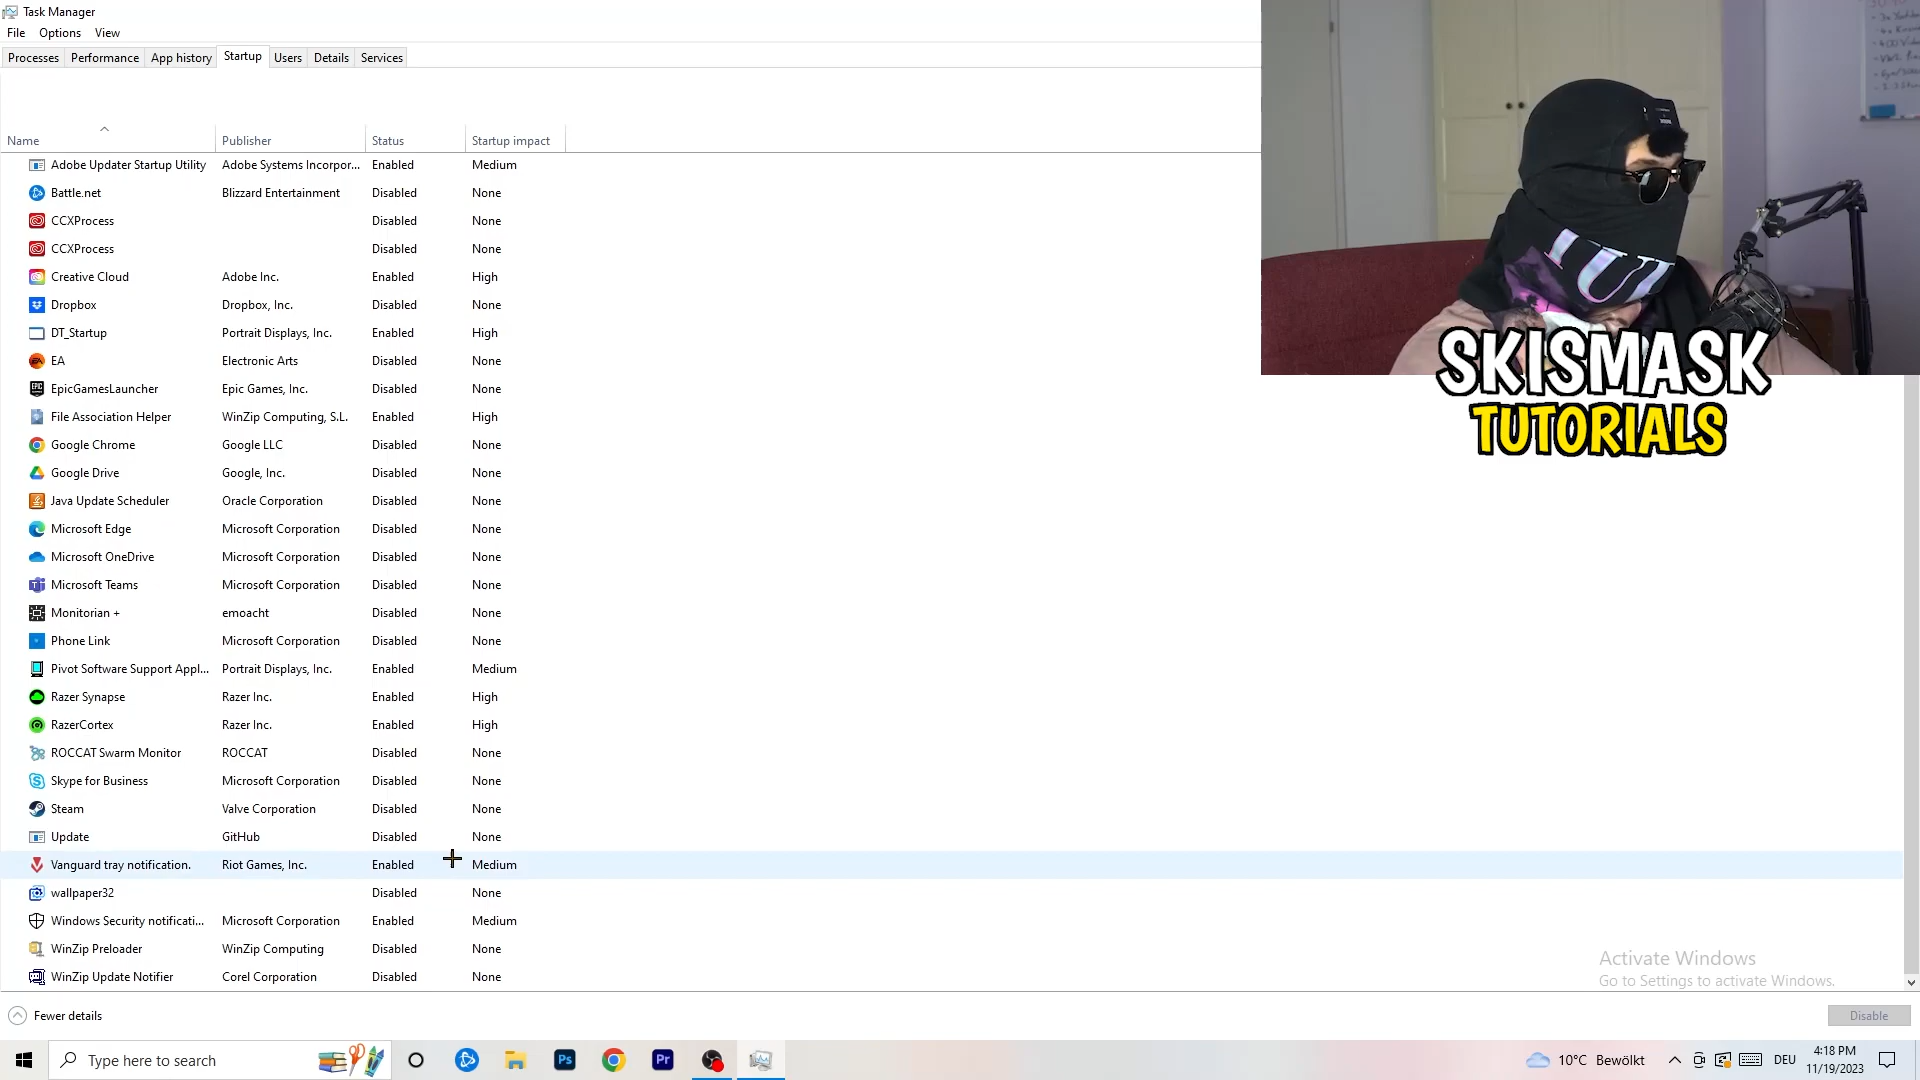 Task Manager
File Options View
Processes Performance App history Startup Users Details Services
Name Publisher Status Startup impact
Adobe Updater Startup Utility Adobe Systems Incorpor... Enabled Medium
Battle.net Blizzard Entertainment Disabled None
CCXProcess Disabled None
CCXProcess Disabled None
Creative Cloud Adobe Inc. Enabled High
Dropbox Dropbox, Inc. Disabled None
DT_Startup Portrait Displays, Inc. Enabled High
EA Electronic Arts Disabled None
EpicGamesLauncher Epic Games, Inc. Disabled None
File Association Helper WinZip Computing, S.L. Enabled High
Google Chrome Google LLC Disabled None
Google Drive Google, Inc. Disabled None
Java Update Scheduler Oracle Corporation Disabled None
Microsoft Edge Microsoft Corporation Disabled None
Microsoft OneDrive Microsoft Corporation Disabled None
Microsoft Teams Microsoft Corporation Disabled None
Monitorian + emoacht Disabled None
Phone Link Microsoft Corporation Disabled None
Pivot Software Support Appl... Portrait Displays, Inc. Enabled Medium
Razer Synapse Razer Inc. Enabled High
RazerCortex Razer Inc. Enabled High
ROCCAT Swarm Monitor ROCCAT Disabled None
Skype for Business Microsoft Corporation Disabled None
Steam Valve Corporation Disabled None
Update GitHub Disabled None
Vanguard tray notification. Riot Games, Inc. Enabled Medium
wallpaper32 Disabled None
Windows Security notificati... Microsoft Corporation Enabled Medium
WinZip Preloader WinZip Computing Disabled None
WinZip Update Notifier Corel Corporation Disabled None
SKISMASK
TUTORIALS
Activate Windows
Go to Settings to activate Windows.
Fewer details Disable
Type here to search
Ps
Pr
10°C Bewölkt
DEU
4:18 PM
11/19/2023